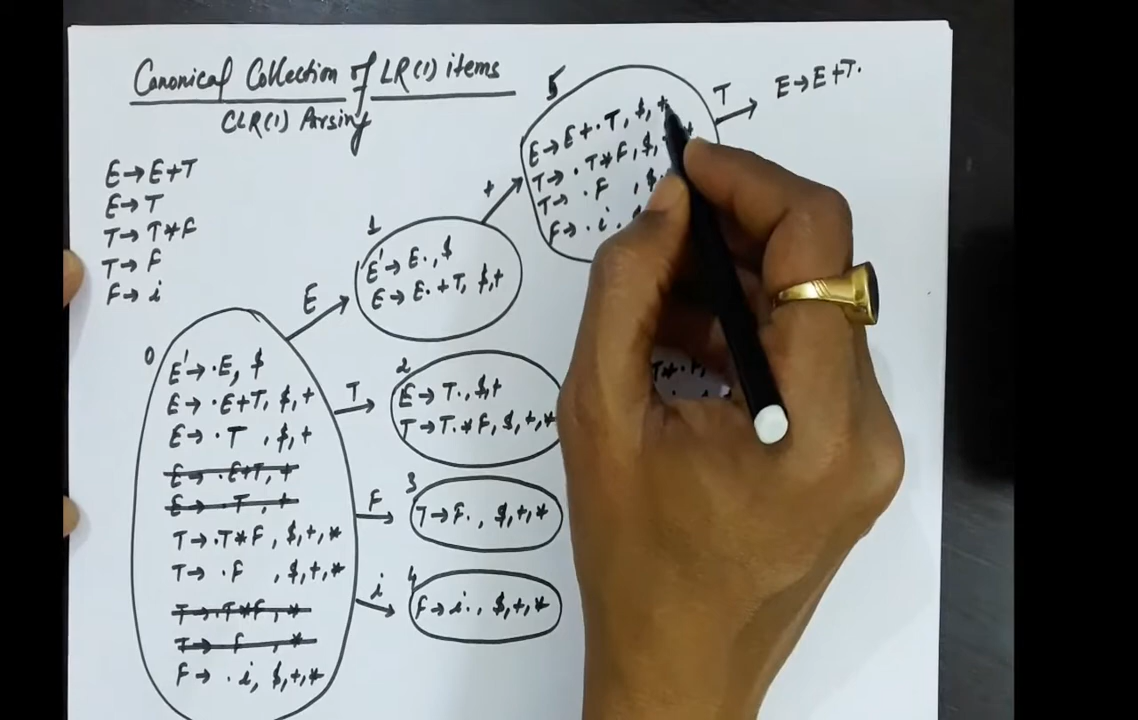 Canonical Collection of LR(1) items
CLR(1) Parsing
E→E+T
E→T
T→T*F
T→F
F→i
0
E'→·E, $
E→·E+T, $,+
E→·T, $,+
E→·E+T, +
E→·T, +
T→·T*F, $,+,*
T→·F, $,+,*
T→·T*F, *
T→ F, *
F→·i, $,+,*
E
1
E'→E·, $
E→E·+T, $,+
T
2
E→T·, $,+
T→T·*F, $,+,*
F
3
T→F·, $,+,*
i
4
F→i·, $,+,*
+
5
E→E+·T, $,+
T→·T*F, $,
T→·F, $,
F→·i,
T
E→E+T·